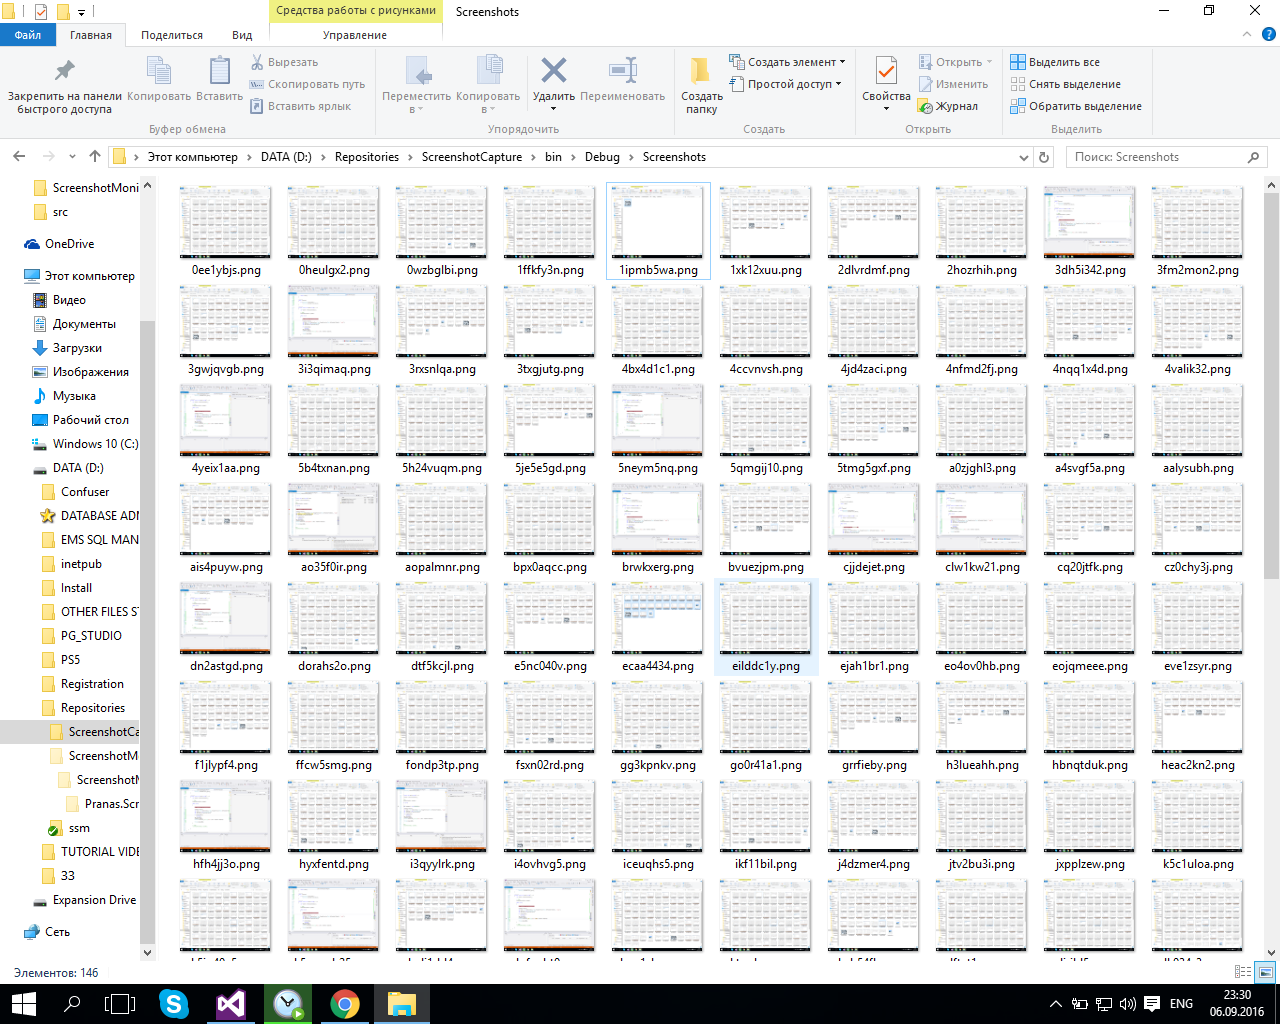 Средства работы с рисунками
Screenshots
Файл
Главная
Поделиться
Вид
Управление
Закрепить на панели быстрого доступа
Копировать
Вставить
Вырезать
Скопировать путь
Вставить ярлык
Буфер обмена
Переместить в
Копировать в
Удалить
Переименовать
Упорядочить
Создать папку
Создать элемент
Простой доступ
Создать
Свойства
Открыть
Изменить
Журнал
Открыть
Выделить все
Снять выделение
Обратить выделение
Выделить
Этот компьютер
DATA (D:)
Repositories
ScreenshotCapture
bin
Debug
Screenshots
Поиск: Screenshots
ScreenshotMoni
src
OneDrive
Этот компьютер
Видео
Документы
Загрузки
Изображения
Музыка
Рабочий стол
Windows 10 (C:)
DATA (D:)
Confuser
DATABASE ADM
EMS SQL MAN
inetpub
Install
OTHER FILES ST
PG_STUDIO
PS5
Registration
Repositories
ScreenshotCa
ScreenshotM
Screenshot
Pranas.Scr
ssm
TUTORIAL VIDE
33
Expansion Drive
Сеть
0ee1ybjs.png 0heulgx2.png 0wzbglbi.png 1ffkfy3n.png 1ipmb5wa.png 1xk12xuu.png 2dlvrdmf.png 2hozrhih.png 3dh5i342.png 3fm2mon2.png
3gwjqvgb.png 3i3qimaq.png 3rxsnlqa.png 3txgjutg.png 4bx4d1c1.png 4ccvnvsh.png 4jd4zaci.png 4nfmd2fj.png 4nqq1x4d.png 4valik32.png
4yeix1aa.png 5b4txnan.png 5h24vuqm.png 5je5e5gd.png 5neym5nq.png 5qmgij10.png 5tmg5gxf.png a0zjghl3.png a4svgf5a.png aalysubh.png
ais4puyw.png ao35f0ir.png aopalmnr.png bpx0aqcc.png brwkxerg.png bvuezjpm.png cjjdejet.png clw1kw21.png cq20jtfk.png cz0chy3j.png
dn2astgd.png dorahs2o.png dtf5kcjl.png e5nc040v.png ecaa4434.png eilddc1y.png ejah1br1.png eo4ov0hb.png eojqmeee.png eve1zsyr.png
f1jlypf4.png ffcw5smg.png fondp3tp.png fsxn02rd.png gg3kpnkv.png go0r41a1.png grrfieby.png h3lueahh.png hbnqtduk.png heac2kn2.png
hfh4jj3o.png hyxfentd.png i3qyylrk.png i4ovhvg5.png iceuqhs5.png ikf11bil.png j4dzmer4.png jtv2bu3i.png jxpplzew.png k5c1uloa.png
Элементов: 146
ENG
23:30
06.09.2016